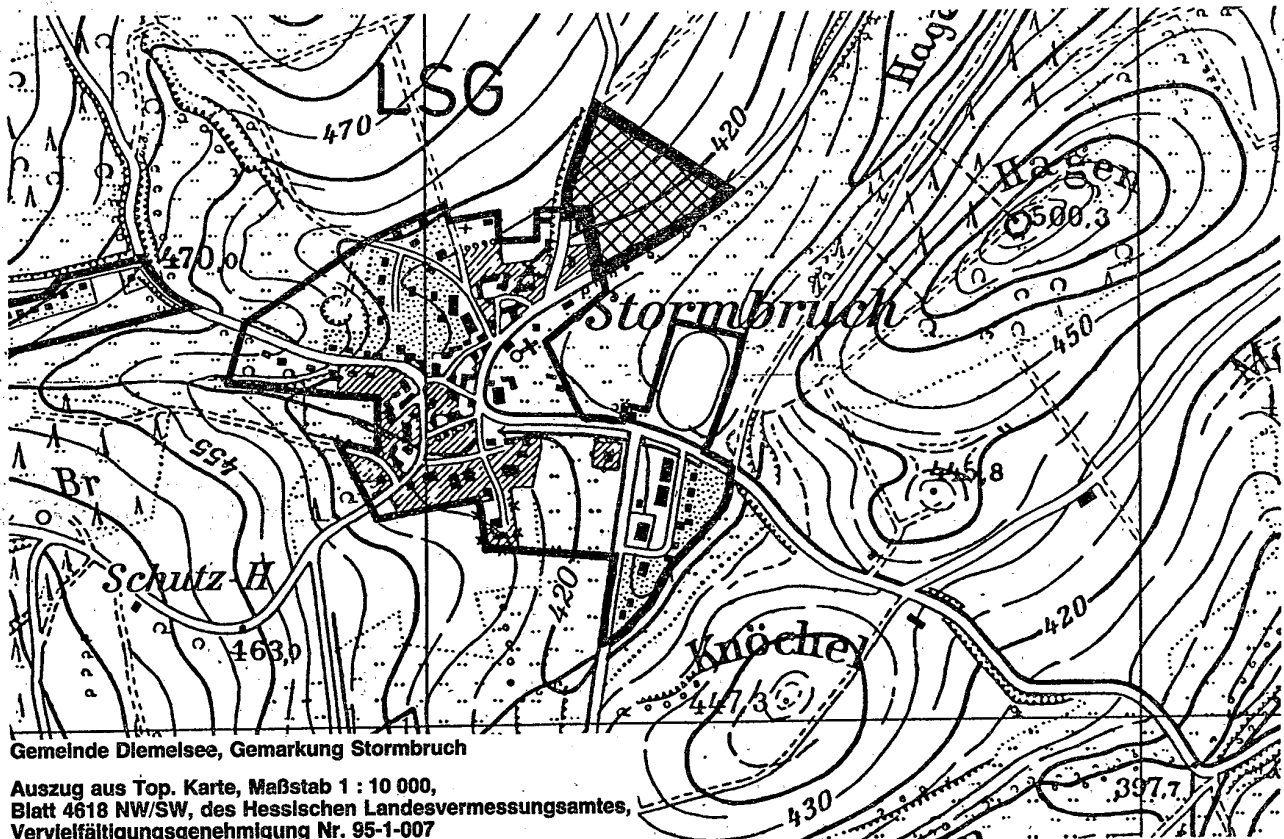 LSG
470
420
Hagen
500,3
470,0
Stormbruch
450
455
Br
445,8
Schutz-H
463,0
420
Knöchel
447,3
420
430
397,7
Gemeinde Diemelsee, Gemarkung Stormbruch
Auszug aus Top. Karte, Maßstab 1 : 10 000,
Blatt 4618 NW/SW, des Hessischen Landesvermessungsamtes,
Vervielfältigungsgenehmigung Nr. 95-1-007